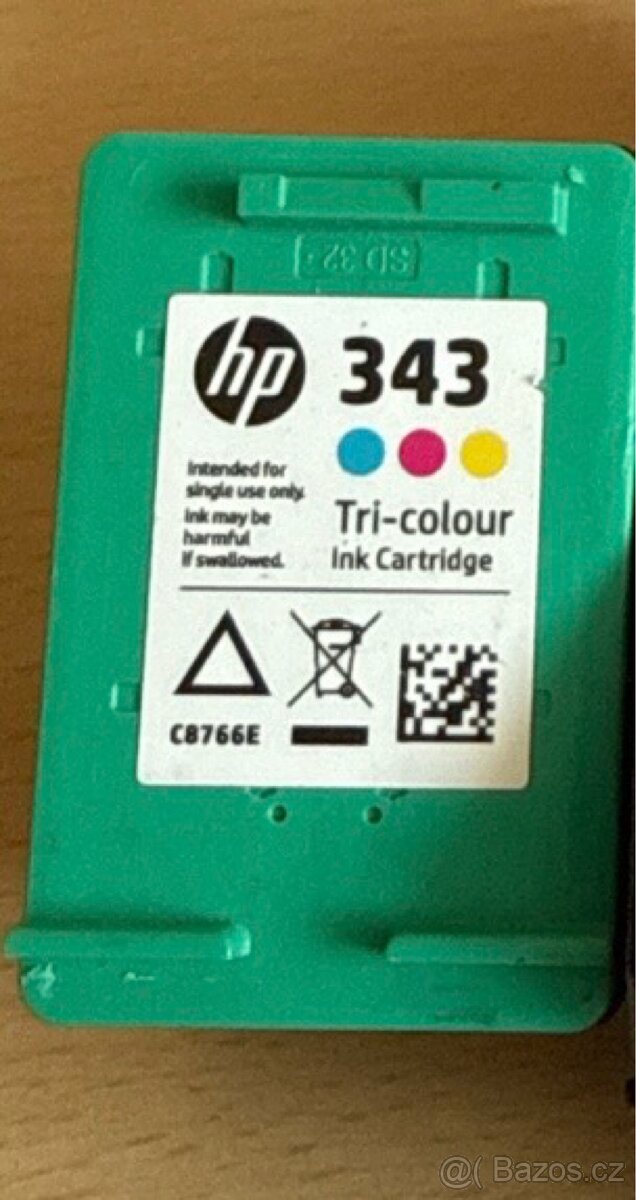 SD 32
hp 343
Intended for
single use only.
Ink may be
harmful
if swallowed.
Tri-colour
Ink Cartridge
C8766E
@( Bazos.cz